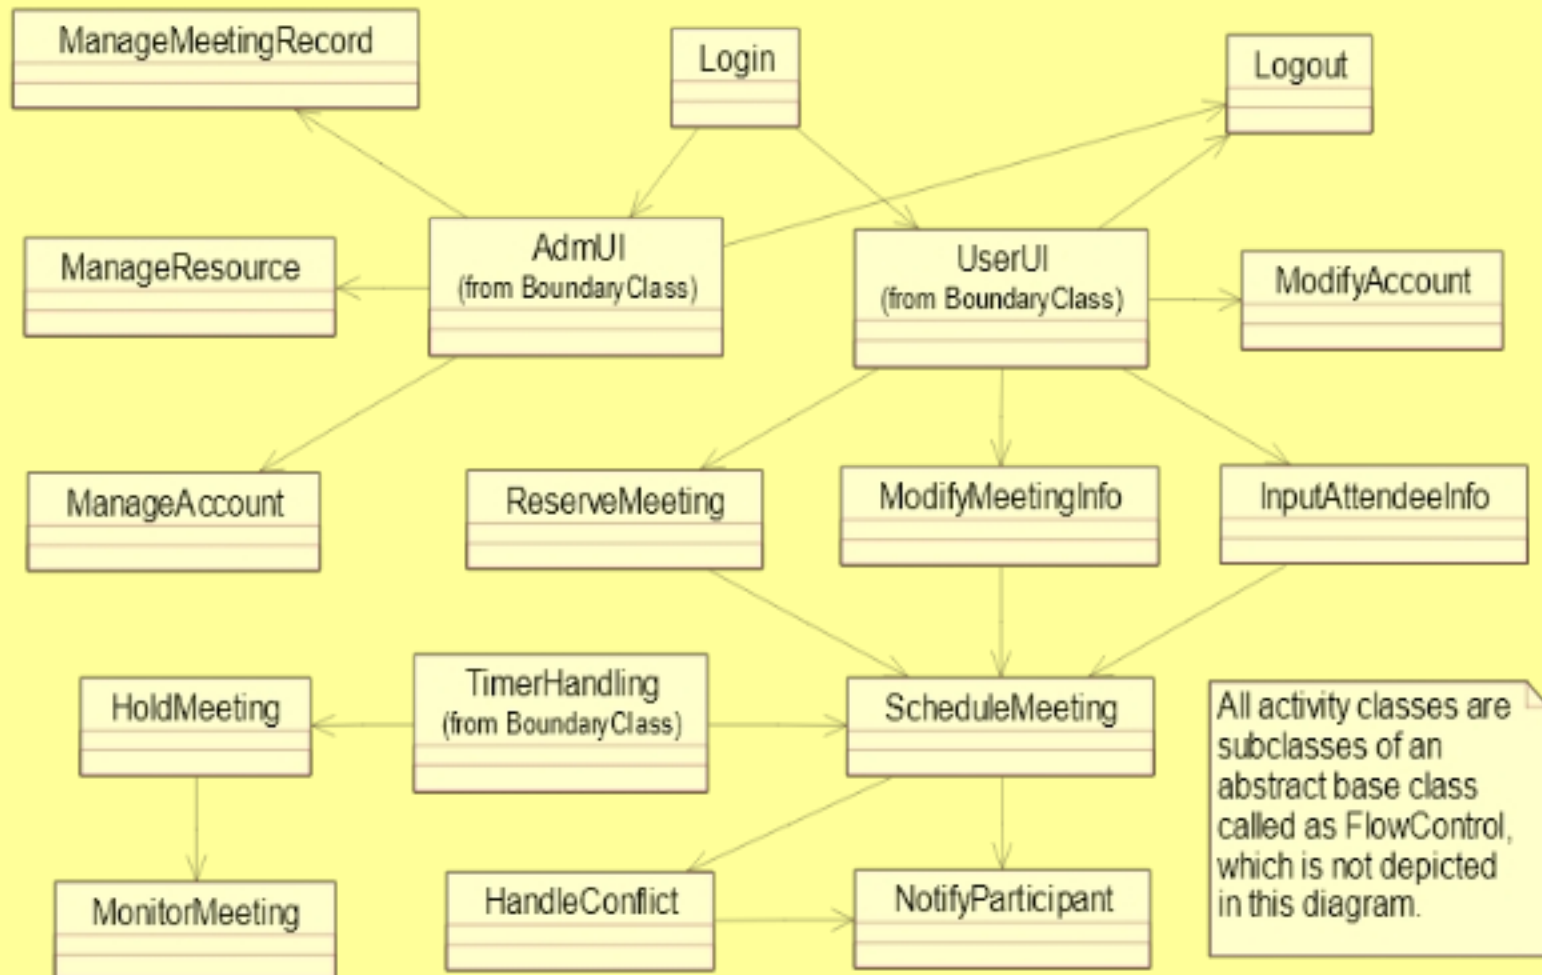 ManageMeetingRecord
Login
Logout
AdmUI
(from BoundaryClass)
UserUI
(from BoundaryClass)
ManageResource
ModifyAccount
ManageAccount
ReserveMeeting
ModifyMeetingInfo
InputAttendeeInfo
HoldMeeting
TimerHandling
(from BoundaryClass)
ScheduleMeeting
All activity classes are
subclasses of an
abstract base class
called as FlowControl,
which is not depicted
in this diagram.
MonitorMeeting
HandleConflict
NotifyParticipant